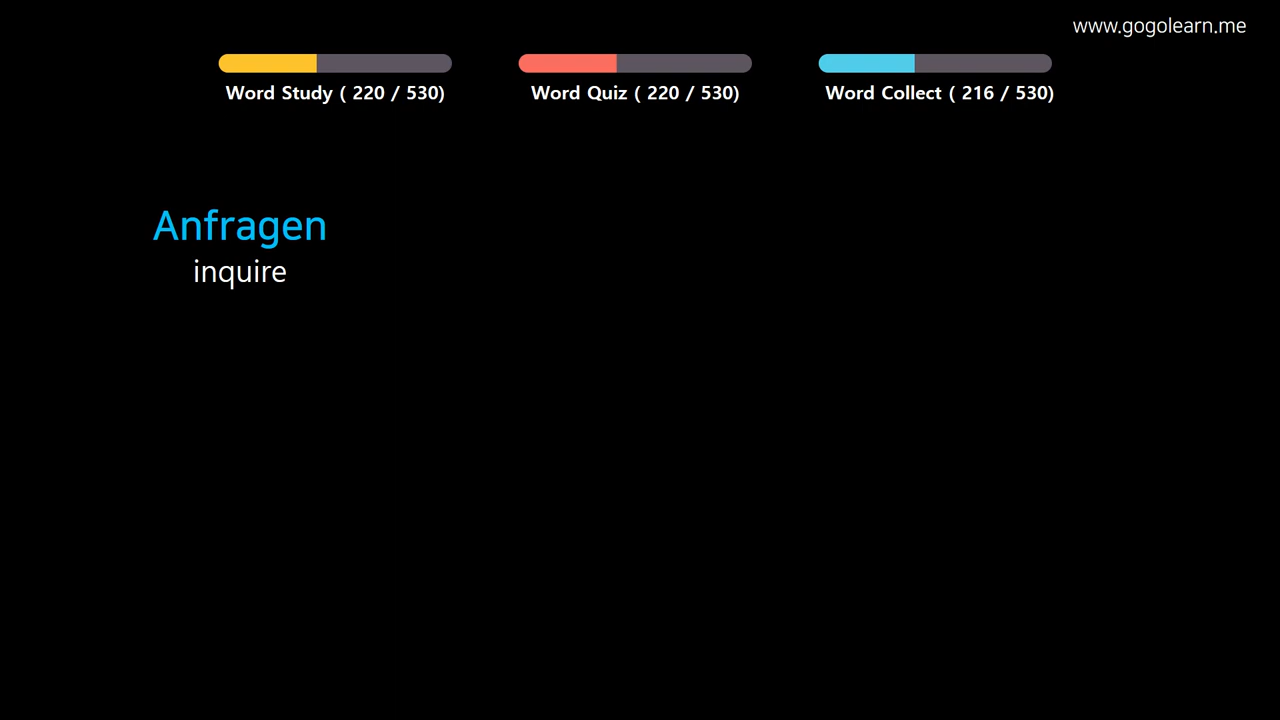 www.gogolearn.me
Word Study ( 220 / 530)
Word Quiz ( 220 / 530)
Word Collect ( 216 / 530)
Anfragen
inquire